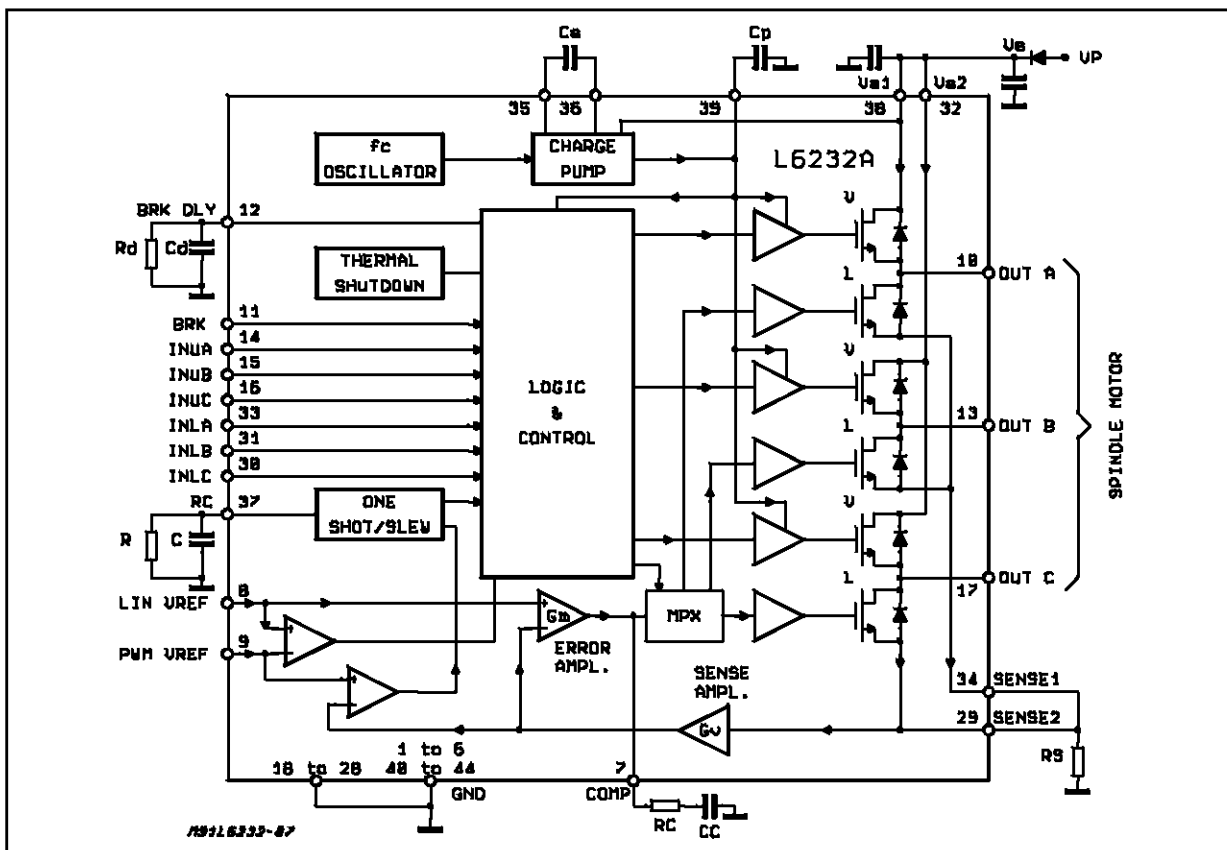 Cs
Cp
Vs
VP
Vs1
Vs2
35
36
39
38
32
fc
OSCILLATOR
CHARGE
PUMP
L6232A
BRK DLY
12
Rd
Cd
THERMAL
SHUTDOWN
U
10
OUT A
L
BRK
11
INUA
14
INUB
15
INUC
16
INLA
33
INLB
31
INLC
30
LOGIC
&
CONTROL
U
13
OUT B
L
SPINDLE MOTOR
RC
37
ONE
SHOT/SLEW
R
C
U
OUT C
17
L
LIN VREF
8
+
Gm
MPX
PWM VREF
9
ERROR
AMPL.
SENSE
AMPL.
34
SENSE1
29
SENSE2
Gv
RS
1 to 6
18 to 28
40 to 44
GND
7
COMP
RC
CC
M91L6232-07